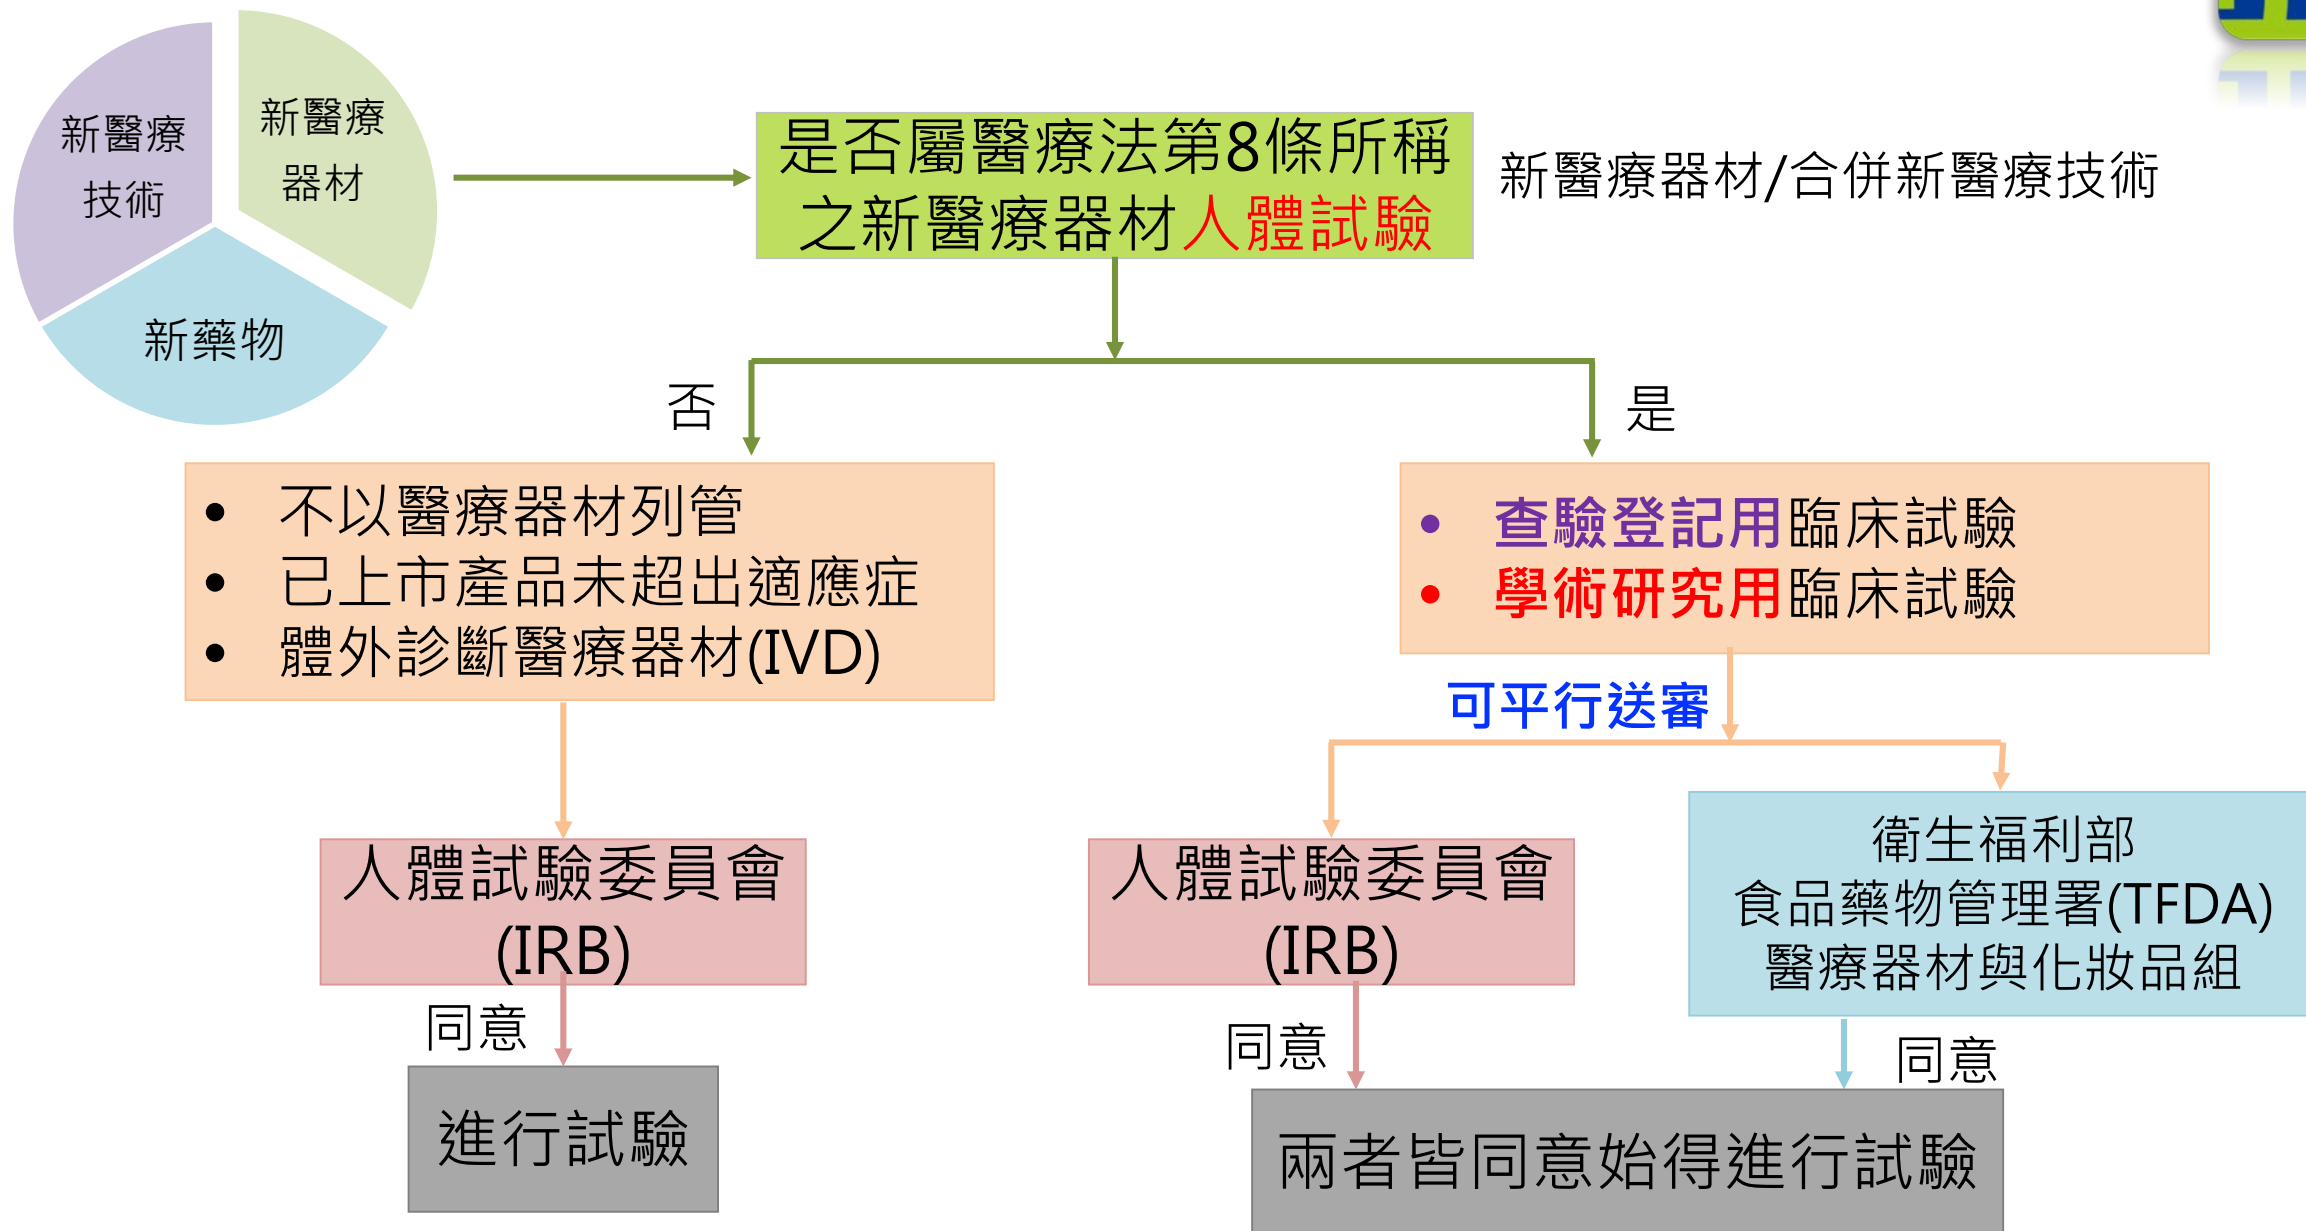 新醫療
技術
新醫療
器材
新藥物
是否屬醫療法第8條所稱
之新醫療器材人體試驗
新醫療器材/合併新醫療技術
否
是
• 不以醫療器材列管
• 已上市產品未超出適應症
• 體外診斷醫療器材(IVD)
• 查驗登記用臨床試驗
• 學術研究用臨床試驗
可平行送審
人體試驗委員會
(IRB)
同意
進行試驗
人體試驗委員會
(IRB)
同意
衛生福利部
食品藥物管理署(TFDA)
醫療器材與化妝品組
同意
兩者皆同意始得進行試驗